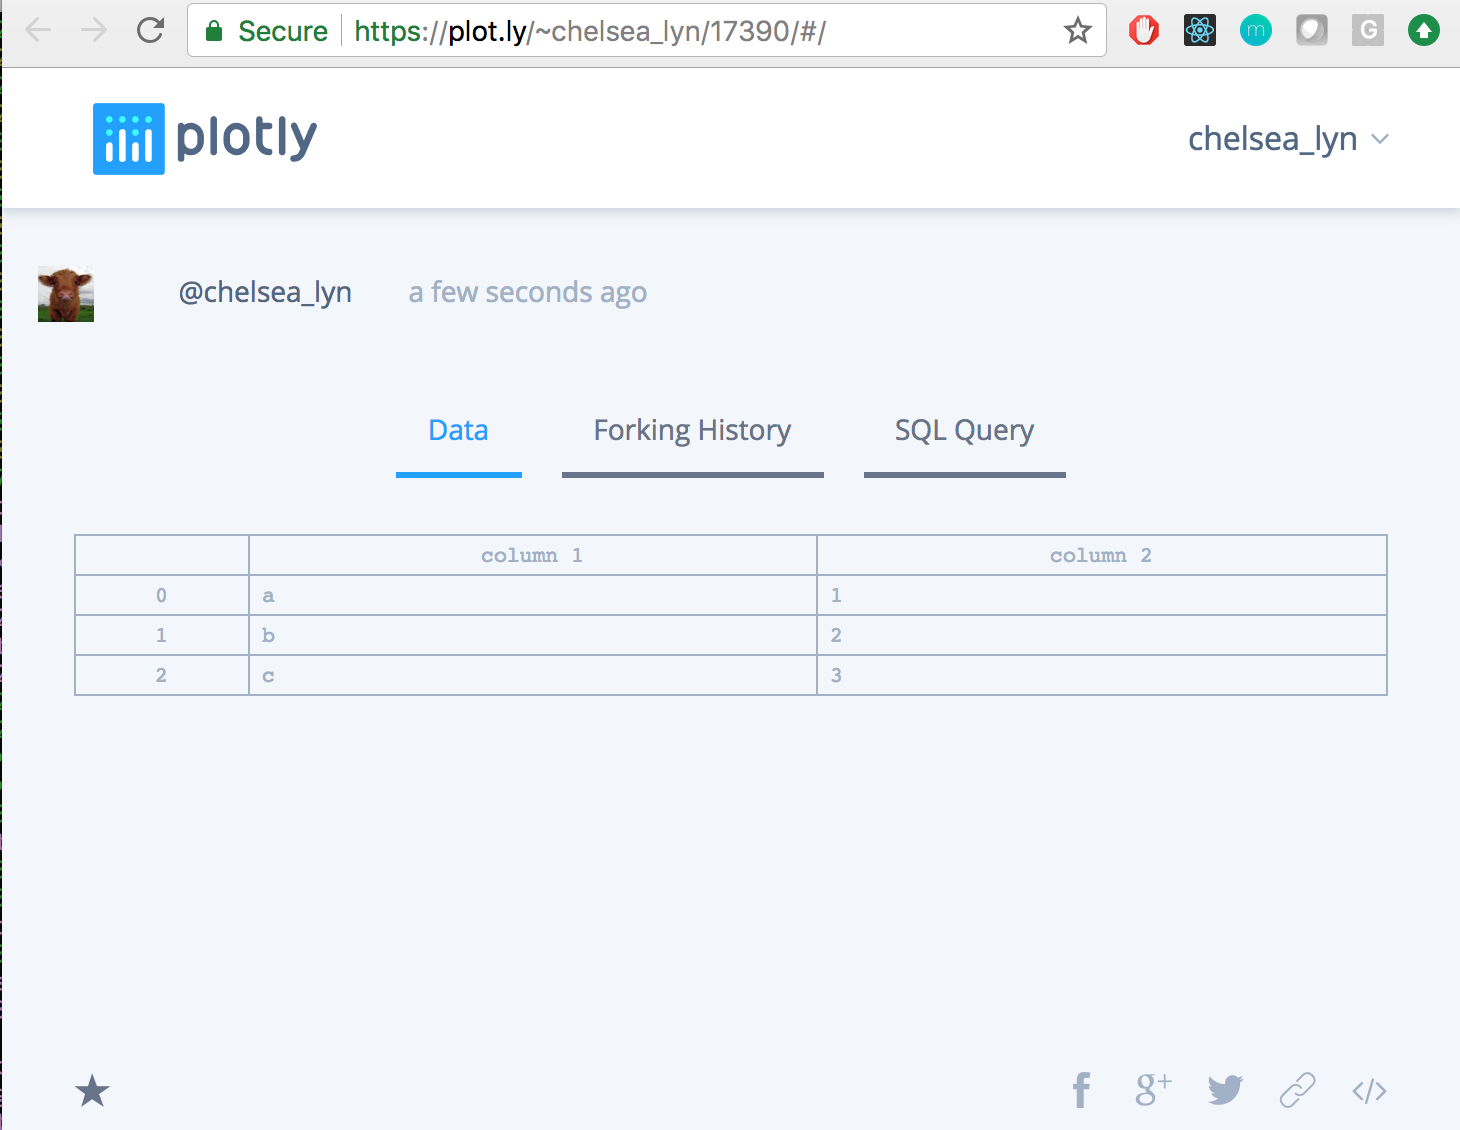 Secure https://plot.ly/~chelsea_lyn/17390/#/
m G
plotly
chelsea_lyn
@chelsea_lyn a few seconds ago
Data Forking History SQL Query
column 1 column 2
0 a 1
1 b 2
2 c 3
f g+ </>